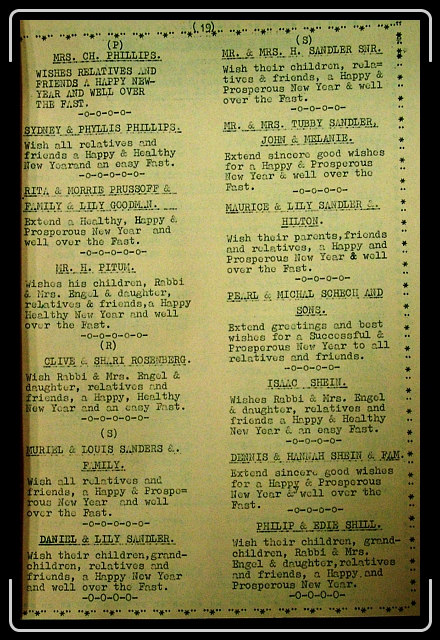 (.19)
(P)
MRS. CH. PHILLIPS.
WISHES RELATIVES AND
FRIENDS A HAPPY NEW-
YEAR AND WELL OVER
THE FAST.
-o-o-o-o-
SYDNEY & PHYLLIS PHILLIPS.
Wish all relatives and
friends a Happy & Healthy
New Yearand an easy Fast.
-o-o-o-o-
RITA & MORRIE PRUSSOFF &
FAMILY & LILY GOODMAN.
Extend a Healthy, Happy &
Prosperous New Year and
well over the Fast.
-o-o-o-o-
MR. H. PITUM.
Wishes his children, Rabbi
& Mrs. Engel & daughter,
relatives & friends,a Happy
Healthy New Year and well
over the Fast.
-o-o-o-o-
(R)
CLIVE & SHARI ROSENBERG.
Wish Rabbi & Mrs. Engel &
daughter, relatives and
friends, a Happy, Healthy
New Year and an easy Fast.
-o-o-o-o-
(S)
MURIEL & LOUIS SANDERS &.
FAMILY.
Wish all relatives and
friends, a Happy & Prospe=
rous New Year and well
over the Fast.
-o-o-o-o-
DANIEL & LILY SANDLER.
Wish their children,grand-
children, relatives and
friends, a Happy New Year
and well over the Fast.
-o-o-o-o-
(S)
MR. & MRS. H. SANDLER SNR.
Wish their children, rela=
tives & friends, a Happy &
Prosperous New Year & well
over the Fast.
-o-o-o-o-
MR. & MRS. TUBBY SANDLER,
JOHN & MELANIE.
Extend sincere good wishes
for a Happy & Prosperous
New Year & well over the
Fast.
-o-o-o-o-
MAURICE & LILY SANDLER &.
HILTON.
Wish their parents,friends
and relatives, a Happy and
Prosperous New Year & well
over the Fast.
-o-o-o-o-
PEARL & MICHAL SCHECH AND
SONS.
Extend greetings and best
wishes for a Successful &
Prosperous New Year to all
relatives and friends.
-o-o-o-o-
ISAAC SHEIN.
Wishes Rabbi & Mrs. Engel
& daughter, relatives and
friends a Happy & Healthy
New Year & an easy Fast.
-o-o-o-o-
DENNIS & HANNAH SHEIN & FAM.
Extend sincere good wishes
for a Happy & Prosperous
New Year & well over the
Fast.
-o-o-o-o-
PHILIP & EDIE SHILL.
Wish their children, grand-
children, Rabbi & Mrs.
Engel & daughter,relatives
and friends, a Happy and
Prosperous New Year.
-o-o-o-o-